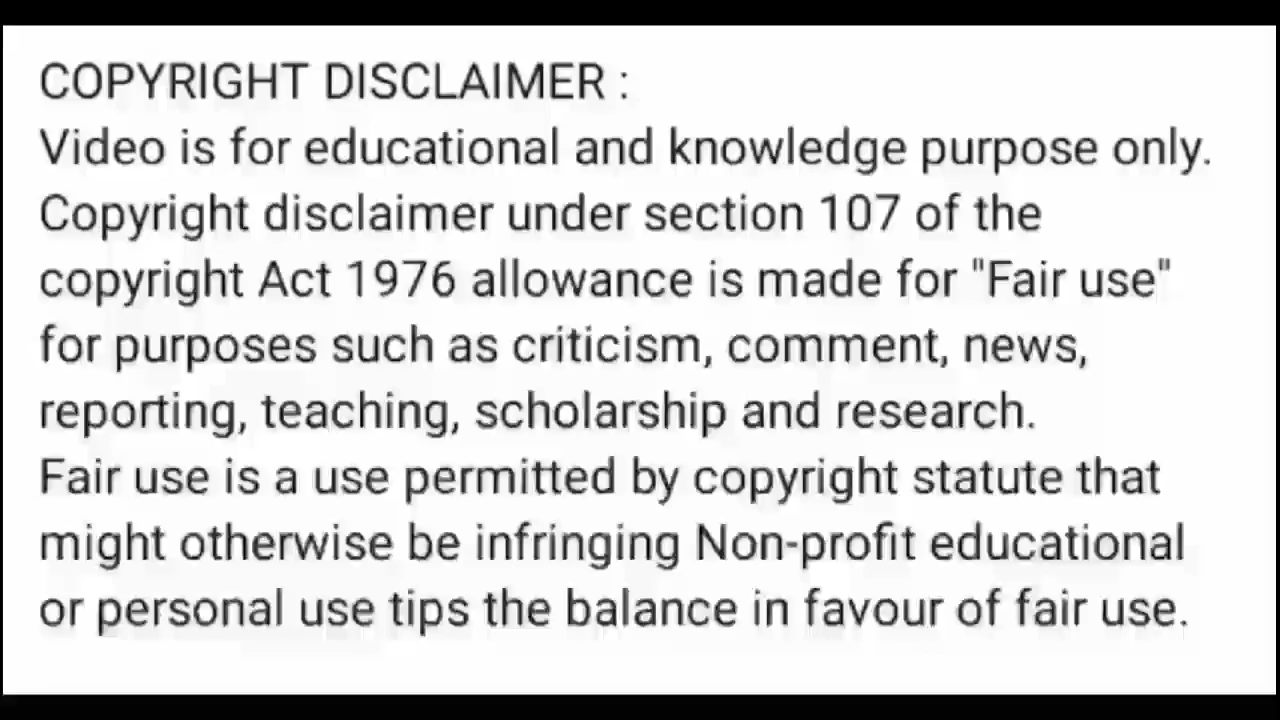 COPYRIGHT DISCLAIMER :
Video is for educational and knowledge purpose only.
Copyright disclaimer under section 107 of the
copyright Act 1976 allowance is made for "Fair use"
for purposes such as criticism, comment, news,
reporting, teaching, scholarship and research.
Fair use is a use permitted by copyright statute that
might otherwise be infringing Non-profit educational
or personal use tips the balance in favour of fair use.